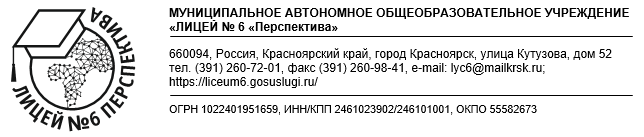 ЛИЦЕЙ №6 ПЕРСПЕКТИВА
МУНИЦИПАЛЬНОЕ АВТОНОМНОЕ ОБЩЕОБРАЗОВАТЕЛЬНОЕ УЧРЕЖДЕНИЕ
«ЛИЦЕЙ № 6 «Перспектива»
660094, Россия, Красноярский край, город Красноярск, улица Кутузова, дом 52
тел. (391) 260-72-01, факс (391) 260-98-41, e-mail: lyc6@mailkrsk.ru;
https://liceum6.gosuslugi.ru/
ОГРН 1022401951659, ИНН/КПП 2461023902/246101001, ОКПО 55582673